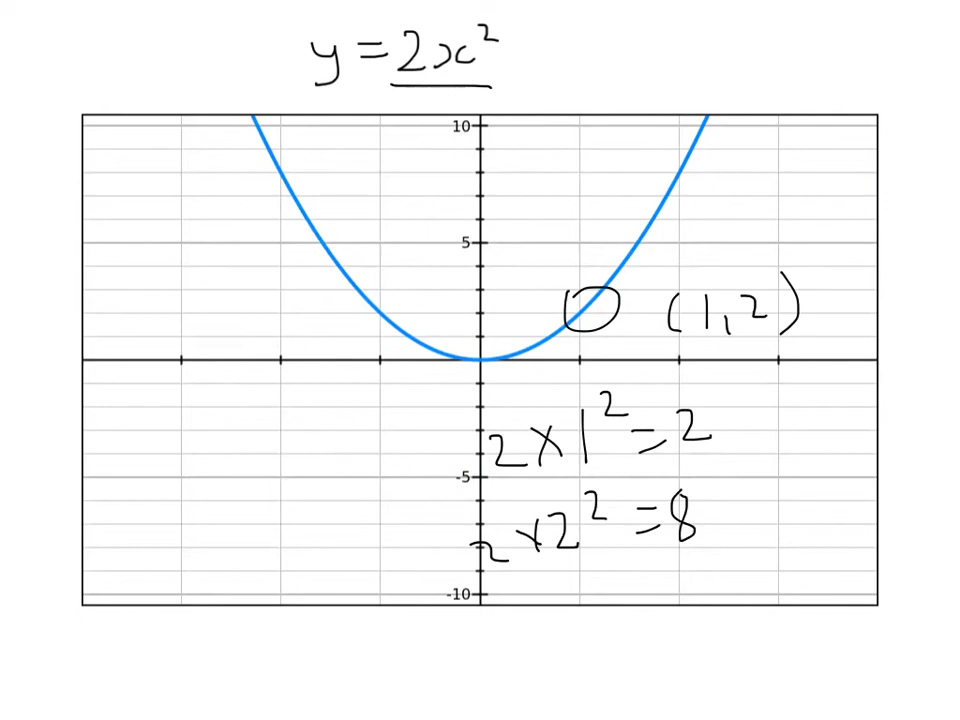 y = 2x²
10
5
(1,2)
2 × 1² = 2
-5
2 × 2² = 8
-10